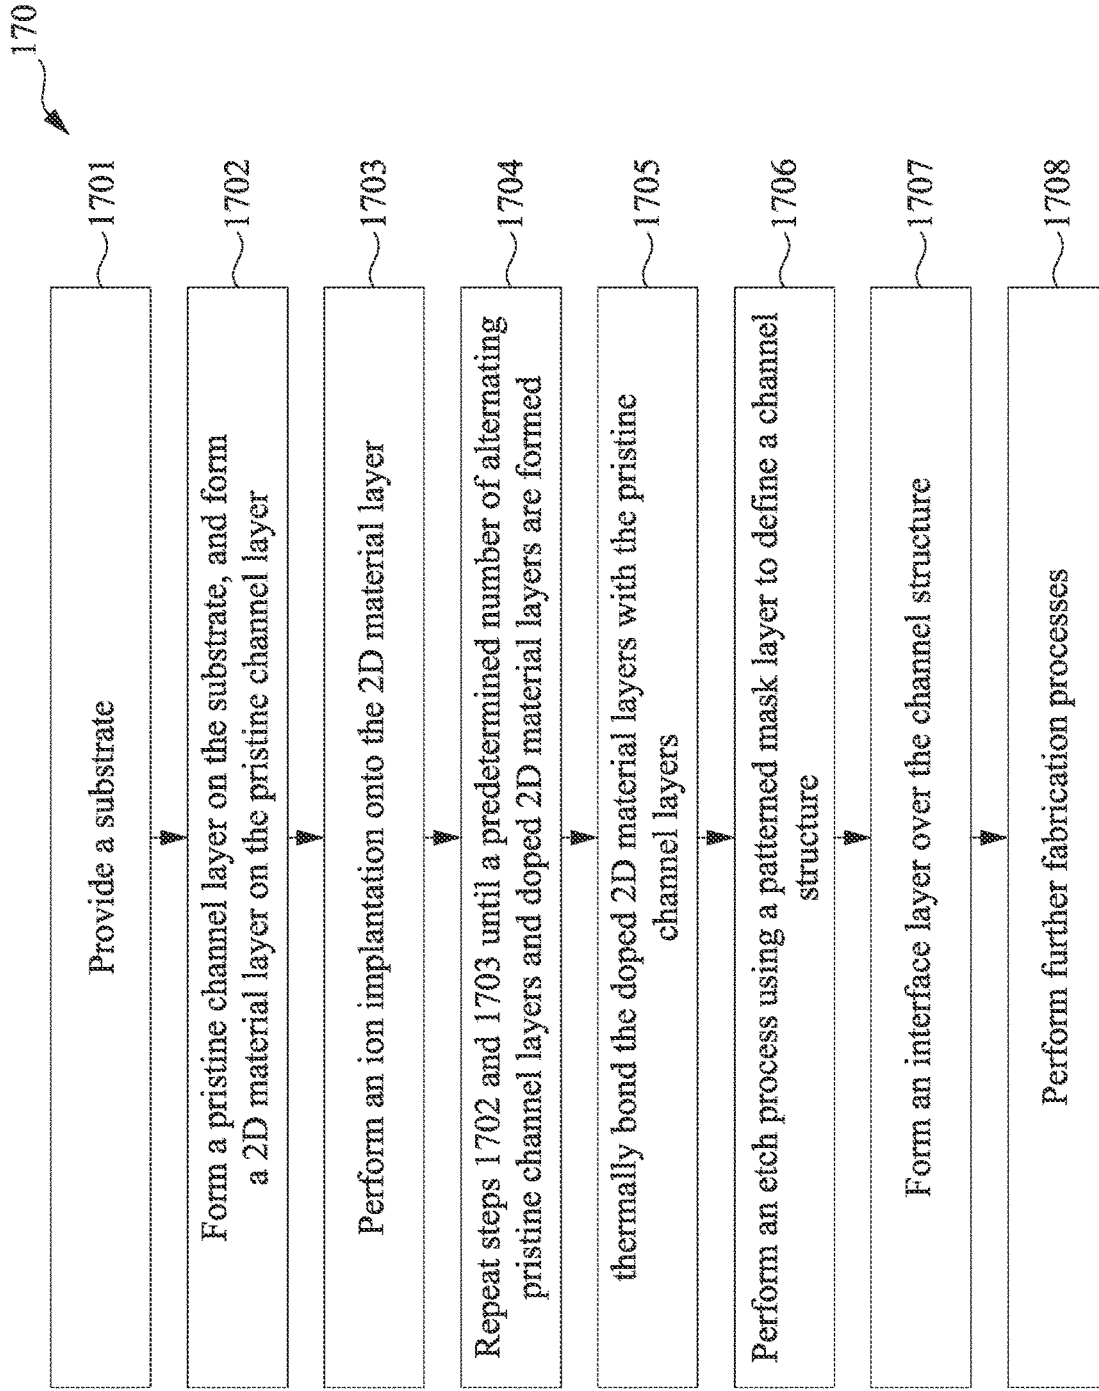 170
Provide a substrate
1701
Form a pristine channel layer on the substrate, and form
a 2D material layer on the pristine channel layer
1702
Perform an ion implantation onto the 2D material layer
1703
Repeat steps 1702 and 1703 until a predetermined number of alternating
pristine channel layers and doped 2D material layers are formed
1704
thermally bond the doped 2D material layers with the pristine
channel layers
1705
Perform an etch process using a patterned mask layer to define a channel
structure
1706
Form an interface layer over the channel structure
1707
Perform further fabrication processes
1708